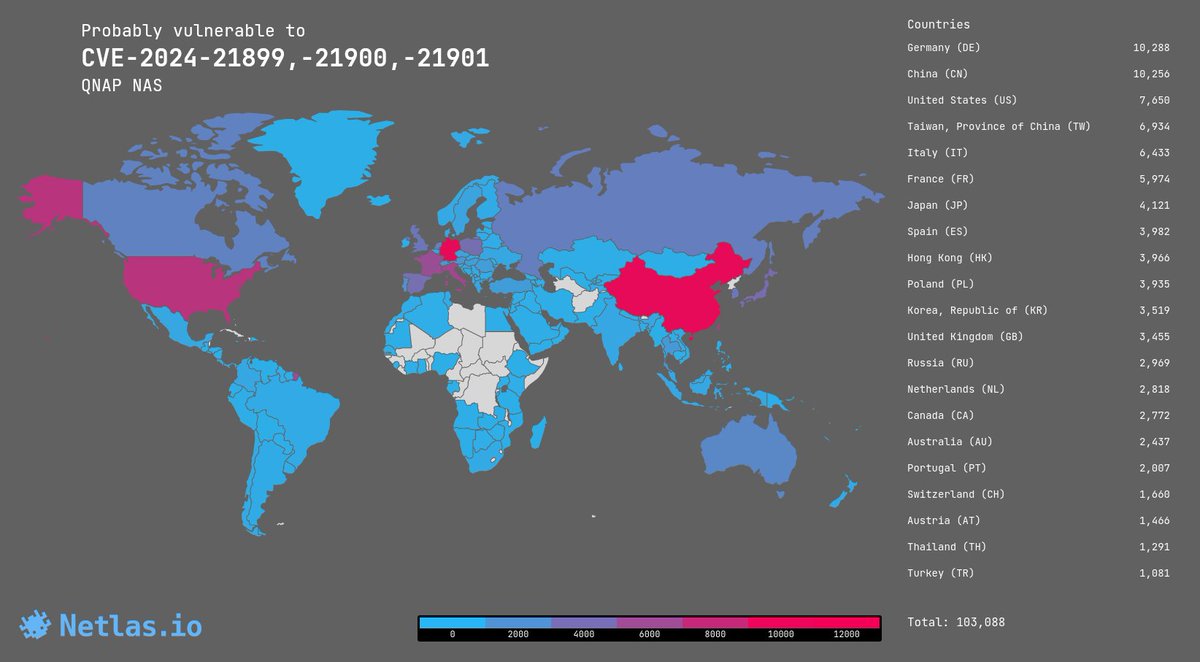 Probably vulnerable to
CVE-2024-21899,-21900,-21901
QNAP NAS
Countries
Germany (DE) 10,288
China (CN) 10,256
United States (US) 7,650
Taiwan, Province of China (TW) 6,934
Italy (IT) 6,433
France (FR) 5,974
Japan (JP) 4,121
Spain (ES) 3,982
Hong Kong (HK) 3,966
Poland (PL) 3,935
Korea, Republic of (KR) 3,519
United Kingdom (GB) 3,455
Russia (RU) 2,969
Netherlands (NL) 2,818
Canada (CA) 2,772
Australia (AU) 2,437
Portugal (PT) 2,007
Switzerland (CH) 1,660
Austria (AT) 1,466
Thailand (TH) 1,291
Turkey (TR) 1,081
Total: 103,088
Netlas.io
0 2000 4000 6000 8000 10000 12000